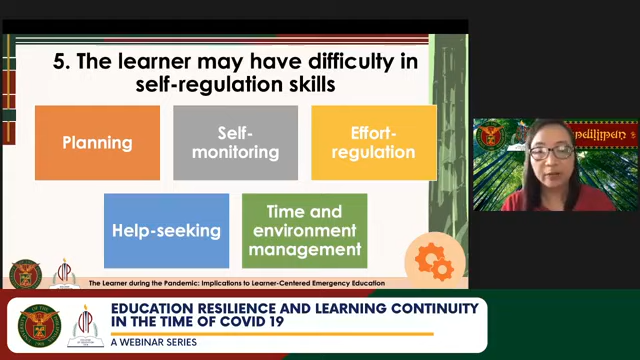 5. The learner may have difficulty in
self-regulation skills
Planning
Self-
monitoring
Effort-
regulation
Help-seeking
Time and
environment
management
The Learner during the Pandemic: Implications to Learner-Centered Emergency Education
EDUCATION RESILIENCE AND LEARNING CONTINUITY
IN THE TIME OF COVID 19
A WEBINAR SERIES